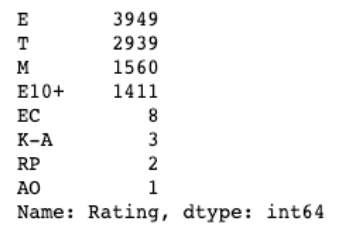 E 3949
T 2939
M 1560
E10+ 1411
EC 8
K-A 3
RP 2
AO 1
Name: Rating, dtype: int64